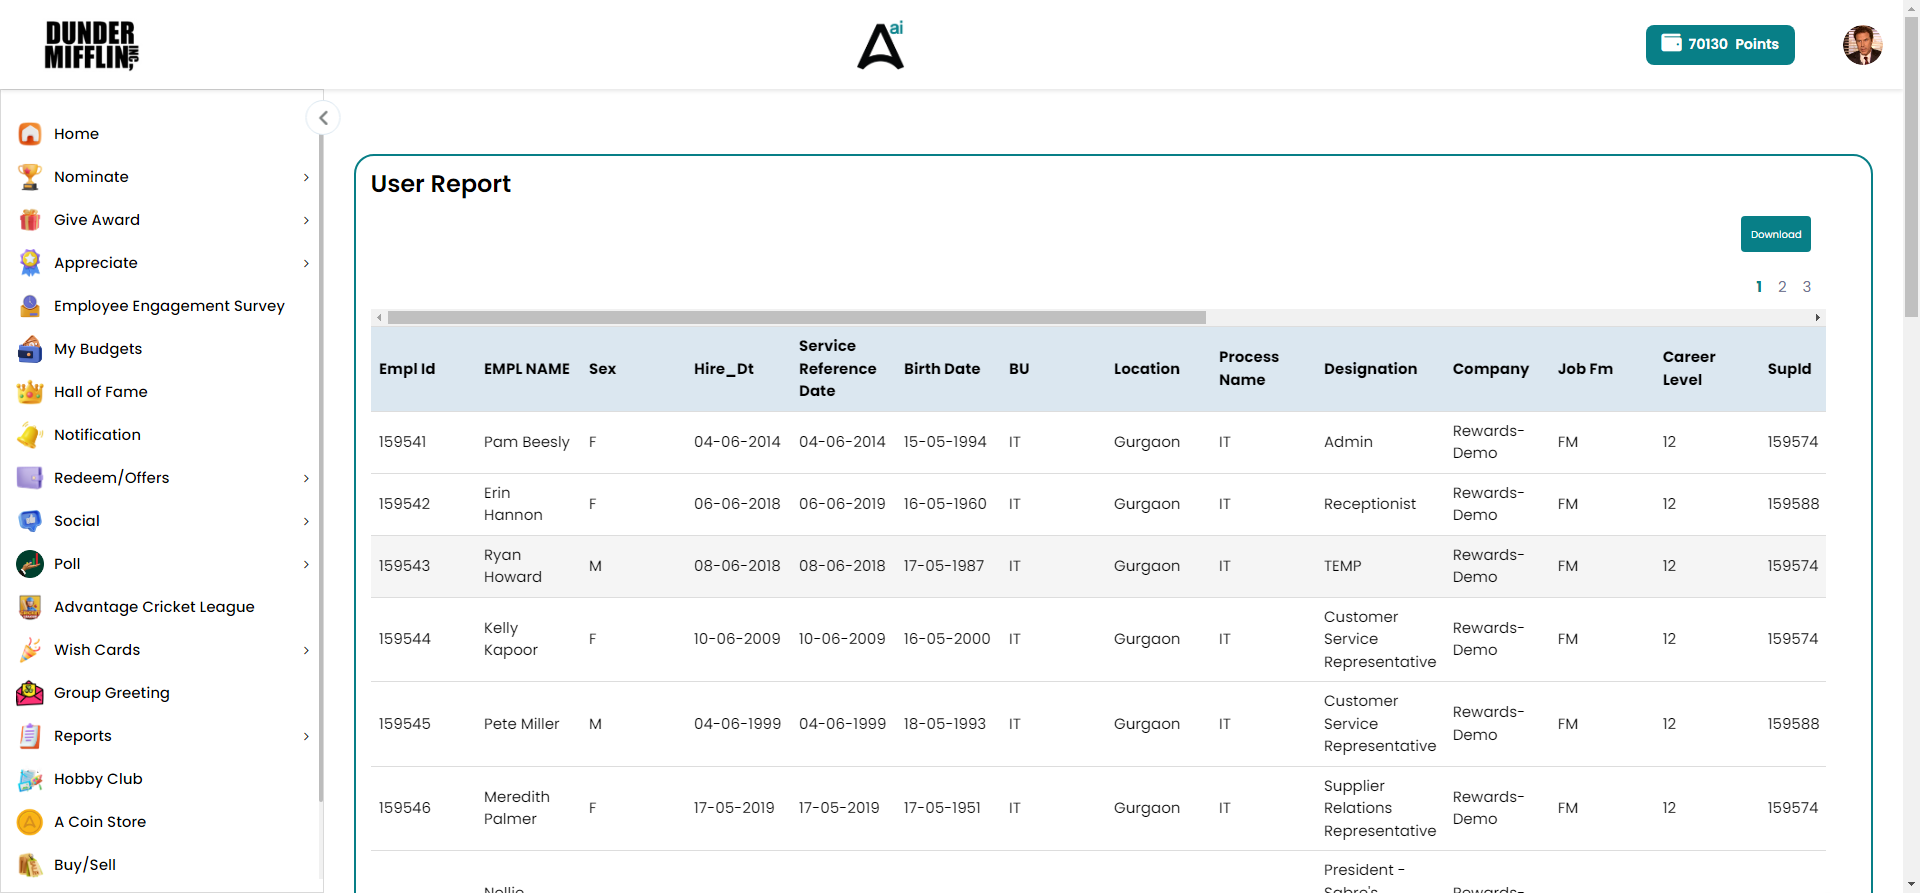 DUNDER
MIFFLIN INC,
ai
70130 Points
Home
Nominate
Give Award
Appreciate
Employee Engagement Survey
My Budgets
Hall of Fame
Notification
Redeem/Offers
Social
Poll
Advantage Cricket League
Wish Cards
Group Greeting
Reports
Hobby Club
A Coin Store
Buy/Sell
User Report
Download
1 2 3
Empl Id EMPL NAME Sex Hire_Dt Service Reference Date Birth Date BU Location Process Name Designation Company Job Fm Career Level SupId
159541 Pam Beesly F 04-06-2014 04-06-2014 15-05-1994 IT Gurgaon IT Admin Rewards-Demo FM 12 159574
159542 Erin Hannon F 06-06-2018 06-06-2019 16-05-1960 IT Gurgaon IT Receptionist Rewards-Demo FM 12 159588
159543 Ryan Howard M 08-06-2018 08-06-2018 17-05-1987 IT Gurgaon IT TEMP Rewards-Demo FM 12 159574
159544 Kelly Kapoor F 10-06-2009 10-06-2009 16-05-2000 IT Gurgaon IT Customer Service Representative Rewards-Demo FM 12 159574
159545 Pete Miller M 04-06-1999 04-06-1999 18-05-1993 IT Gurgaon IT Customer Service Representative Rewards-Demo FM 12 159588
159546 Meredith Palmer F 17-05-2019 17-05-2019 17-05-1951 IT Gurgaon IT Supplier Relations Representative Rewards-Demo FM 12 159574
President -